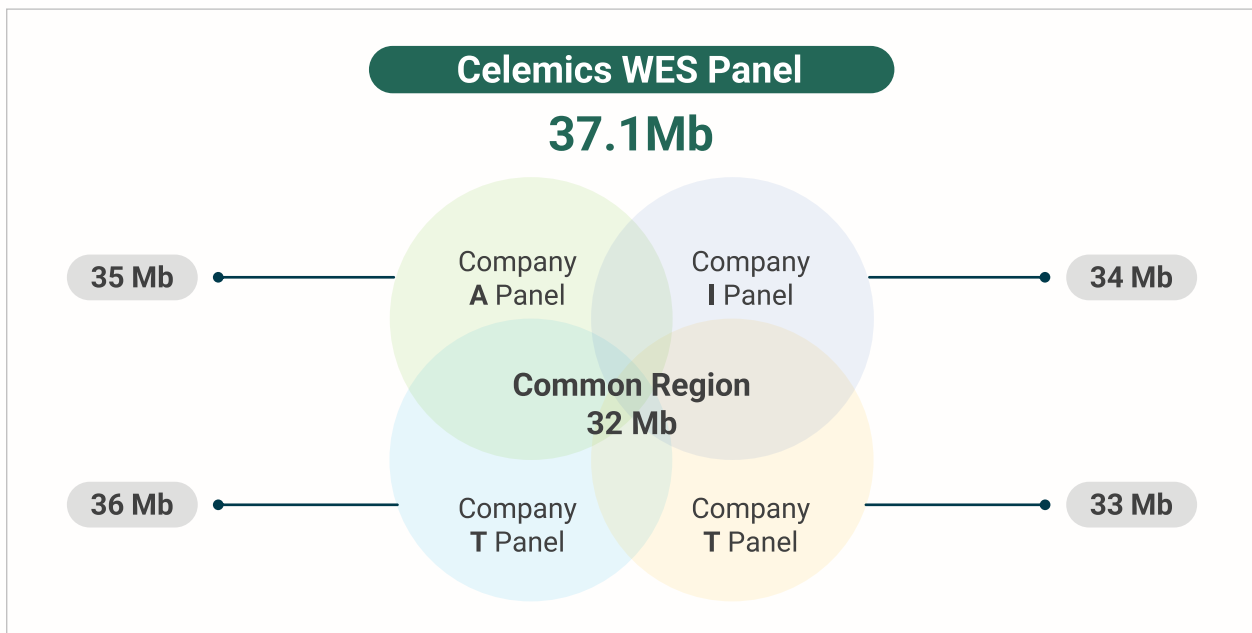 Celemics WES Panel
37.1Mb
35 Mb
Company
A Panel
Company
I Panel
34 Mb
Common Region
32 Mb
36 Mb
Company
T Panel
Company
T Panel
33 Mb